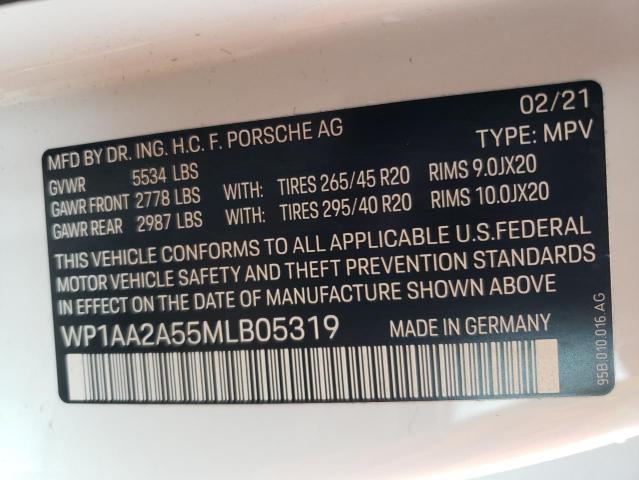 02/21
MFD BY DR. ING. H.C. F. PORSCHE AG TYPE: MPV
GVWR 5534 LBS
GAWR FRONT 2778 LBS WITH: TIRES 265/45 R20 RIMS 9.0JX20
GAWR REAR 2987 LBS WITH: TIRES 295/40 R20 RIMS 10.0JX20
THIS VEHICLE CONFORMS TO ALL APPLICABLE U.S.FEDERAL
MOTOR VEHICLE SAFETY AND THEFT PREVENTION STANDARDS
IN EFFECT ON THE DATE OF MANUFACTURE SHOWN ABOVE
WP1AA2A55MLB05319 MADE IN GERMANY
95B.010.016 AG